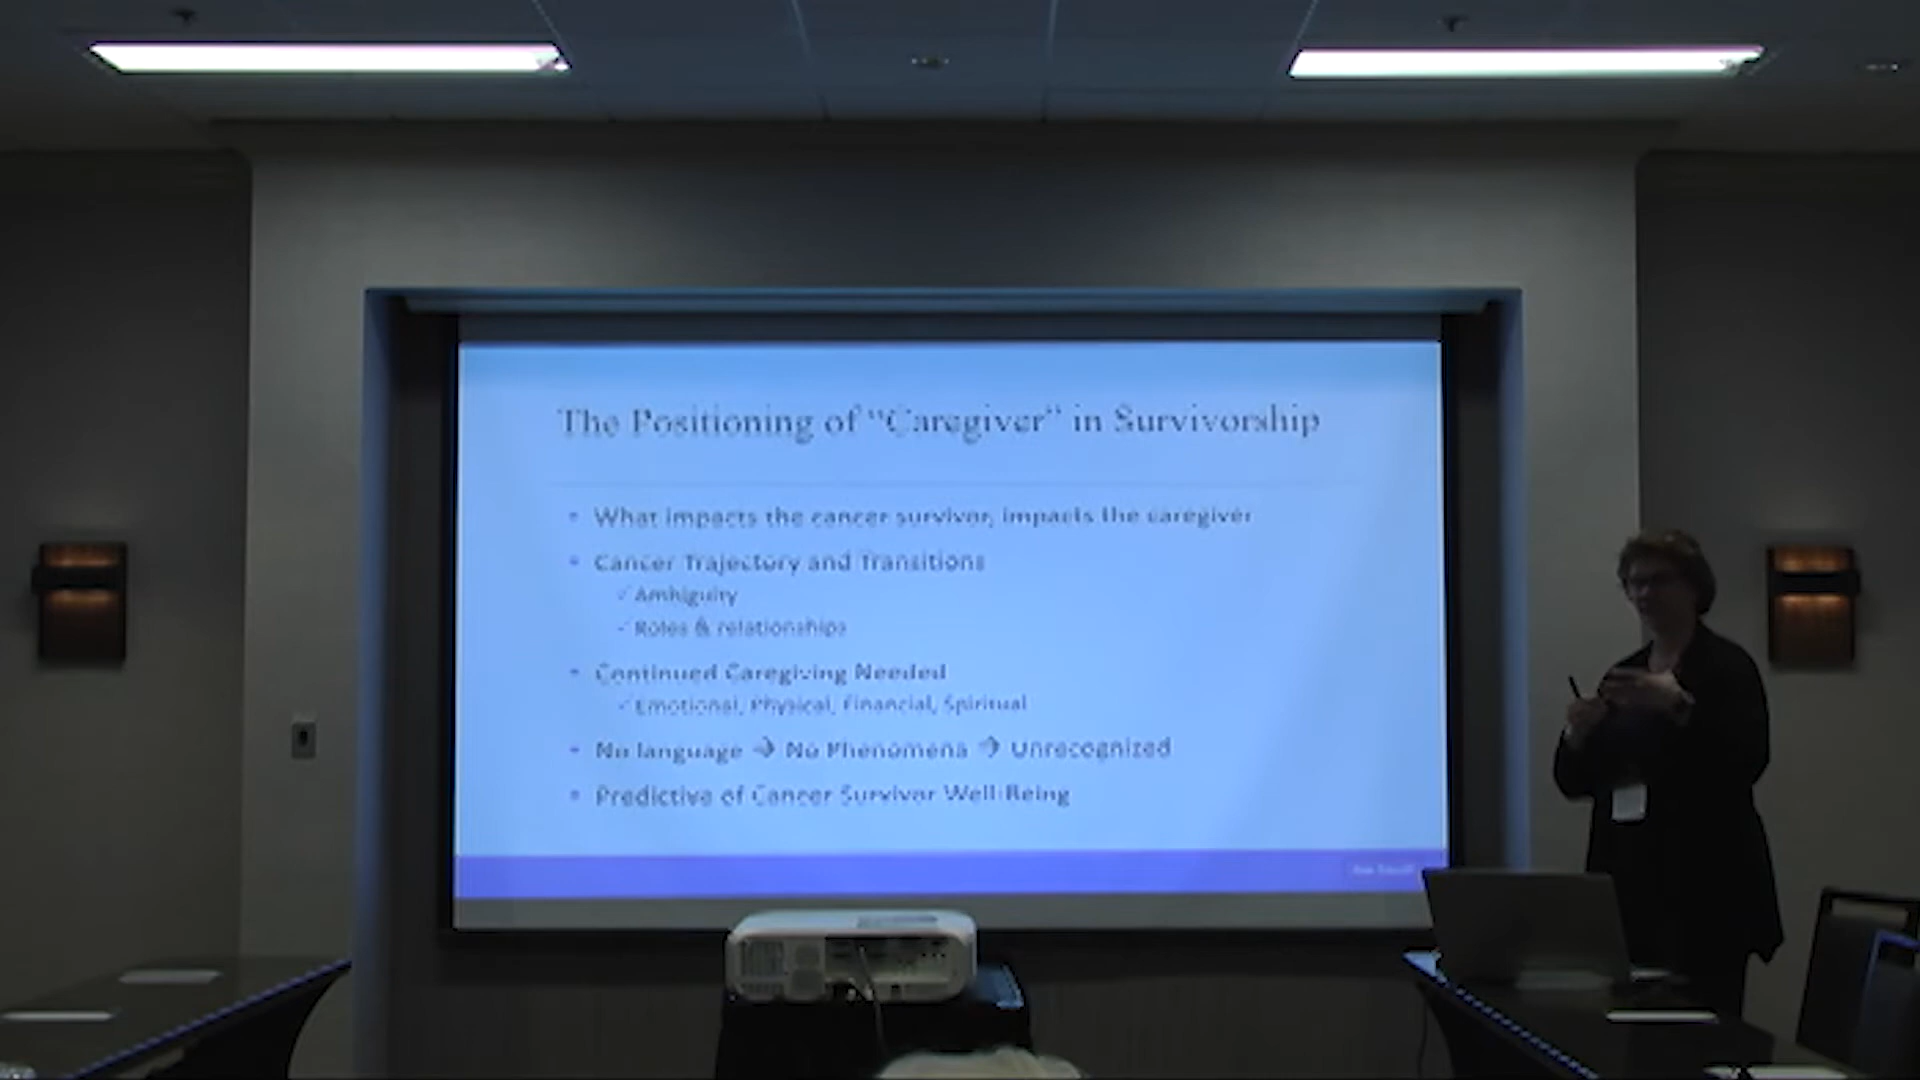 The Positioning of “Caregiver” in Survivorship
• What impacts the cancer survivor, impacts the caregiver
• Cancer Trajectory and Transitions
✓ Ambiguity
✓ Roles & relationships
• Continued Caregiving Needed
✓ Emotional, Physical, Financial, Spiritual
• No language → No Phenomena → Unrecognized
• Predictive of Cancer Survivor Well-Being